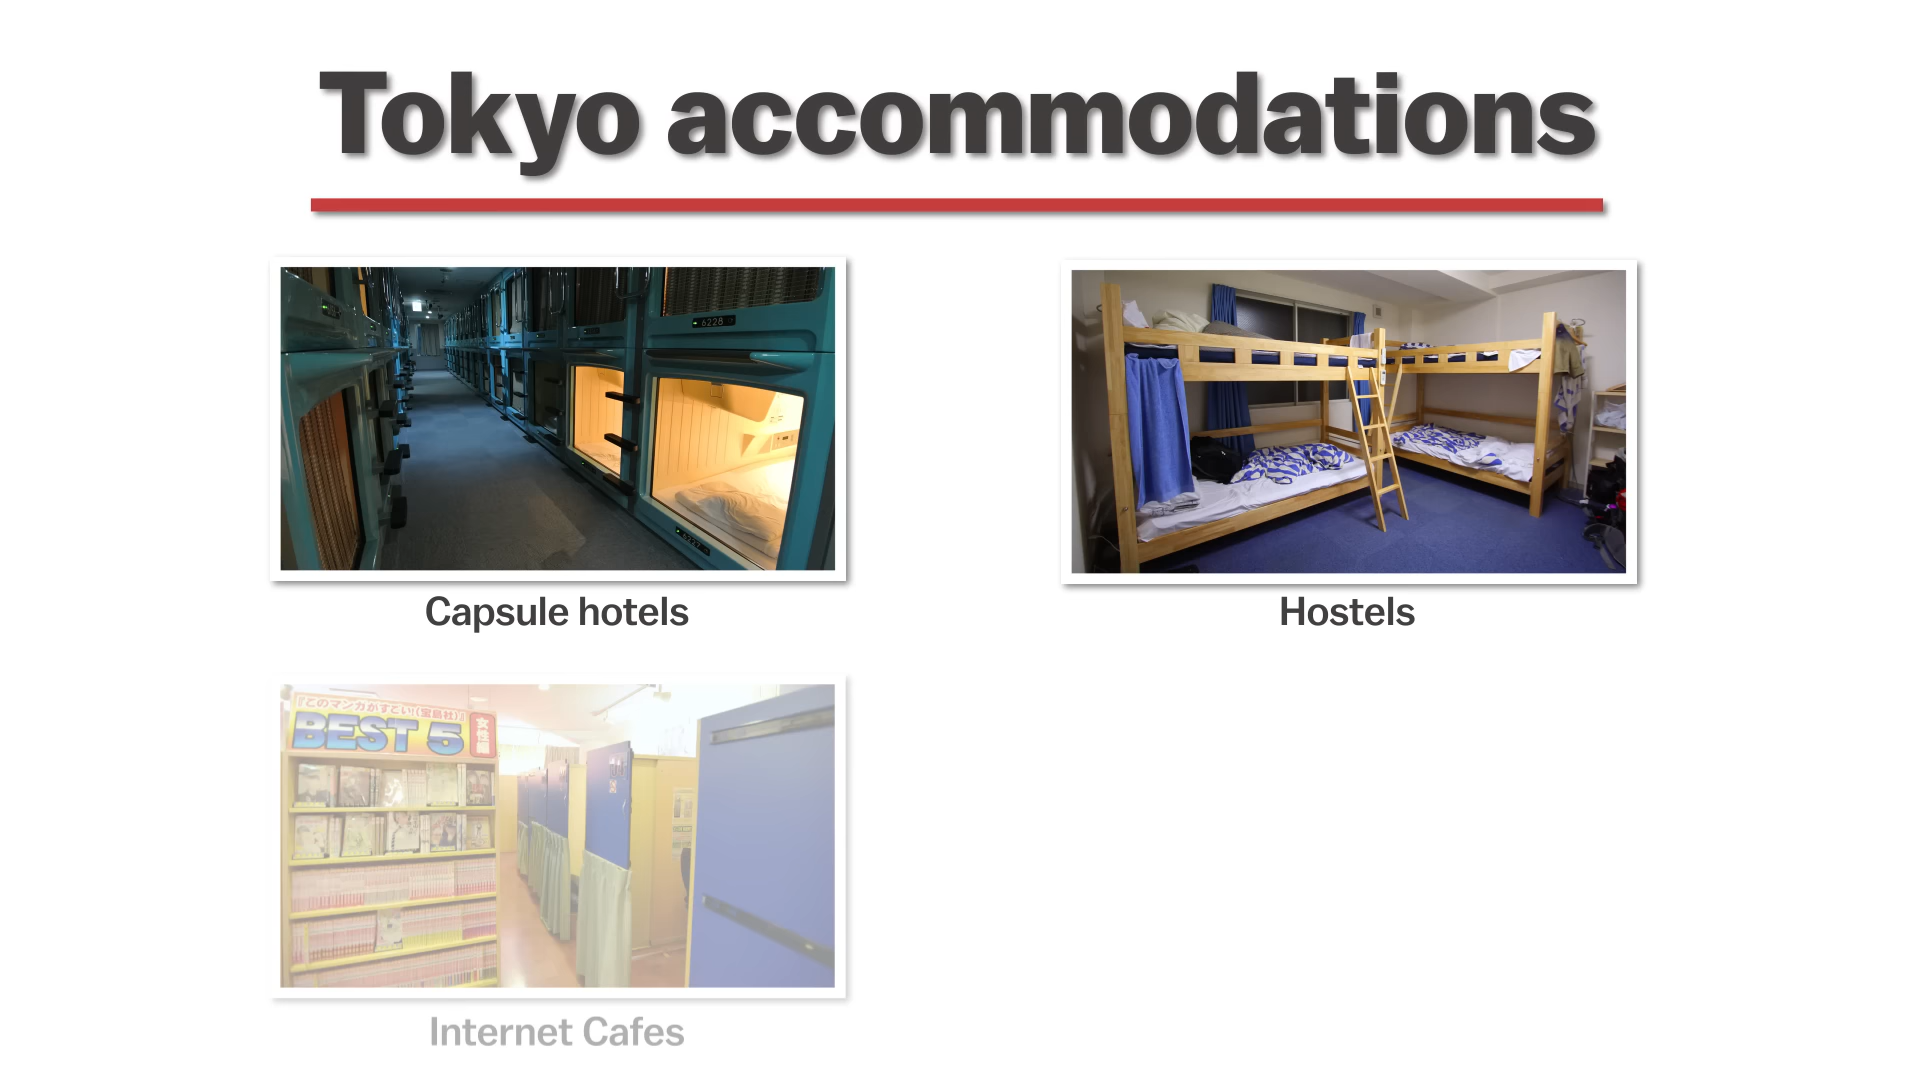 Tokyo accommodations
6228
Capsule hotels
Hostels
『このマンガがすごい!(宝島社)』
BEST 5
女性編
Internet Cafes